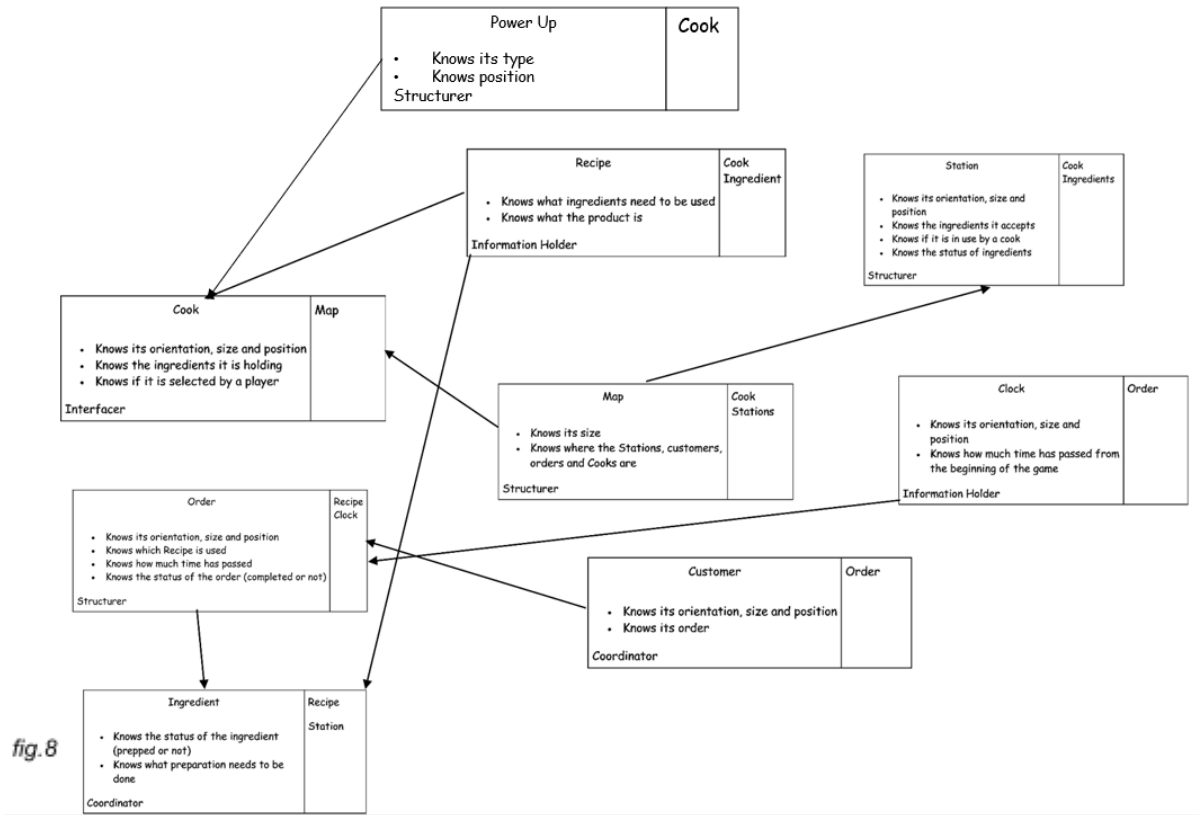 Power Up
Cook
• Knows its type
• Knows position
Structurer
Recipe
Cook
Ingredient
• Knows what ingredients need to be used
• Knows what the product is
Information Holder
Station
Cook
Ingredients
• Knows its orientation, size and
position
• Knows the ingredients it accepts
• Knows if it is in use by a cook
• Knows the status of ingredients
Structurer
Cook
Map
• Knows its orientation, size and position
• Knows the ingredients it is holding
• Knows if it is selected by a player
Interfacer
Map
Cook
Stations
• Knows its size
• Knows where the Stations, customers,
orders and Cooks are
Structurer
Clock
Order
• Knows its orientation, size and
position
• Knows how much time has passed from
the beginning of the game
Information Holder
Order
Recipe
Clock
• Knows its orientation, size and position
• Knows which Recipe is used
• Knows how much time has passed
• Knows the status of the order (completed or not)
Structurer
Customer
Order
• Knows its orientation, size and position
• Knows its order
Coordinator
Ingredient
Recipe
Station
• Knows the status of the ingredient
(prepped or not)
• Knows what preparation needs to be
done
Coordinator
fig.8